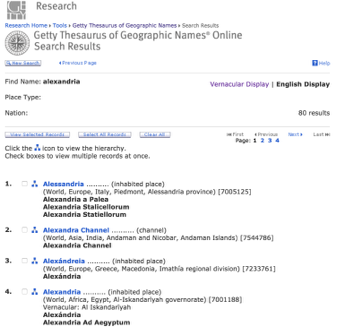 Research
Research Home ▸ Tools ▸ Getty Thesaurus of Geographic Names ▸ Search Results
Getty Thesaurus of Geographic Names® Online
Search Results
New Search
Previous Page
? Help
Find Name: alexandria
Vernacular Display | English Display
Place Type:
Nation:
80 results
View Selected Records
Select All Records
Clear All
First
Previous
Next
Last
Page: 1 2 3 4
Click the icon to view the hierarchy.
Check boxes to view multiple records at once.
1. Alessandria .......... (inhabited place)
(World, Europe, Italy, Piedmont, Alessandria province) [7005125]
Alexandria a Palea
Alexandria Stalicellorum
Alexandria Statiellorum
2. Alexandra Channel .......... (channel)
(World, Asia, India, Andaman and Nicobar, Andaman Islands) [7544786]
Alexandria Channel
3. Alexándreia .......... (inhabited place)
(World, Europe, Greece, Macedonia, Imathía regional division) [7233761]
Alexándria
4. Alexandria .......... (inhabited place)
(World, Africa, Egypt, Al-Iskandariyah governorate) [7001188]
Vernacular: Al Iskandariyah
Alexándria
Alexandria Ad Aegyptum